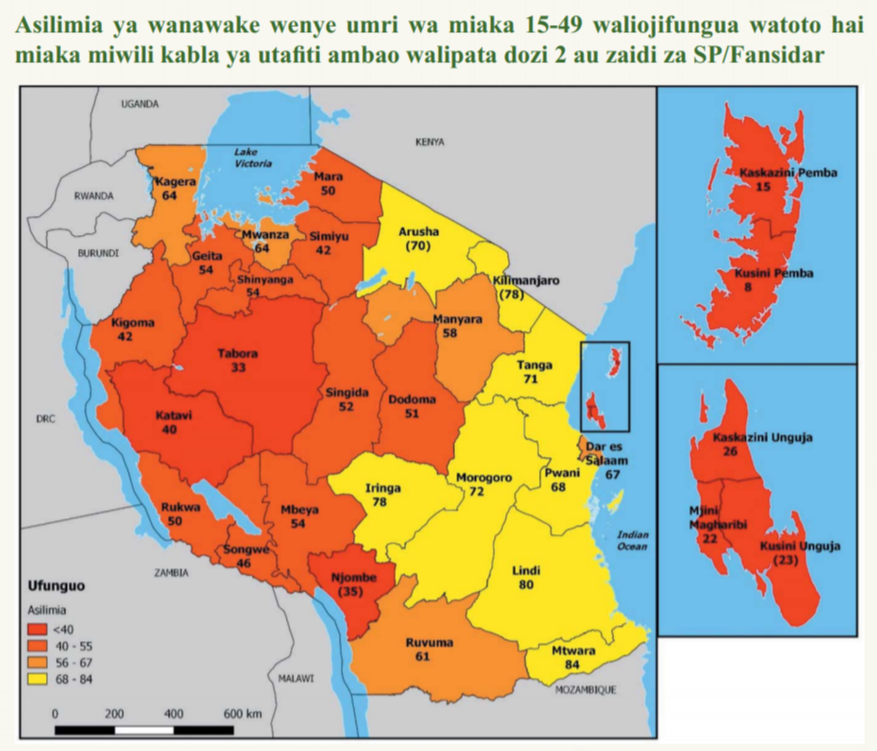 Asilimia ya wanawake wenye umri wa miaka 15-49 waliojifungua watoto hai
miaka miwili kabla ya utafiti ambao walipata dozi 2 au zaidi za SP/Fansidar
UGANDA
KENYA
Lake
Victoria
RWANDA
BURUNDI
DRC
Kagera
64
Mara
50
Mwanza
64
Simiyu
42
Arusha
(70)
Geita
54
Shinyanga
54
Kilimanjaro
(78)
Kigoma
42
Manyara
58
Tabora
33
Tanga
71
Singida
52
Dodoma
51
Katavi
40
Dar es
Salaam
67
Iringa
78
Morogoro
72
Pwani
68
Rukwa
50
Mbeya
54
Songwe
46
Njombe
(35)
Lindi
80
Indian
Ocean
Ruvuma
61
Mtwara
84
ZAMBIA
MALAWI
MOZAMBIQUE
Kaskazini Pemba
15
Kusini Pemba
8
Kaskazini Unguja
26
Mjini
Magharibi
22
Kusini Unguja
(23)
Ufunguo
Asilimia
<40
40 - 55
56 - 67
68 - 84
0 200 400 600 km